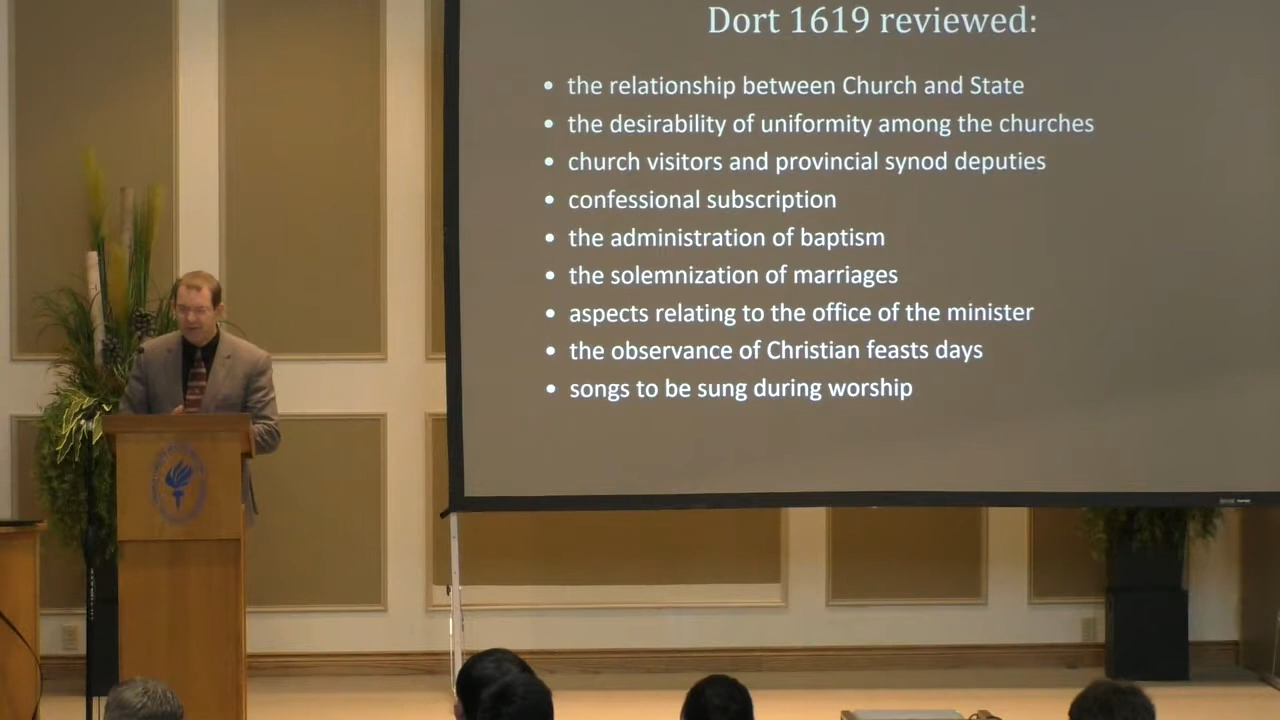 Dort 1619 reviewed:
• the relationship between Church and State
• the desirability of uniformity among the churches
• church visitors and provincial synod deputies
• confessional subscription
• the administration of baptism
• the solemnization of marriages
• aspects relating to the office of the minister
• the observance of Christian feasts days
• songs to be sung during worship